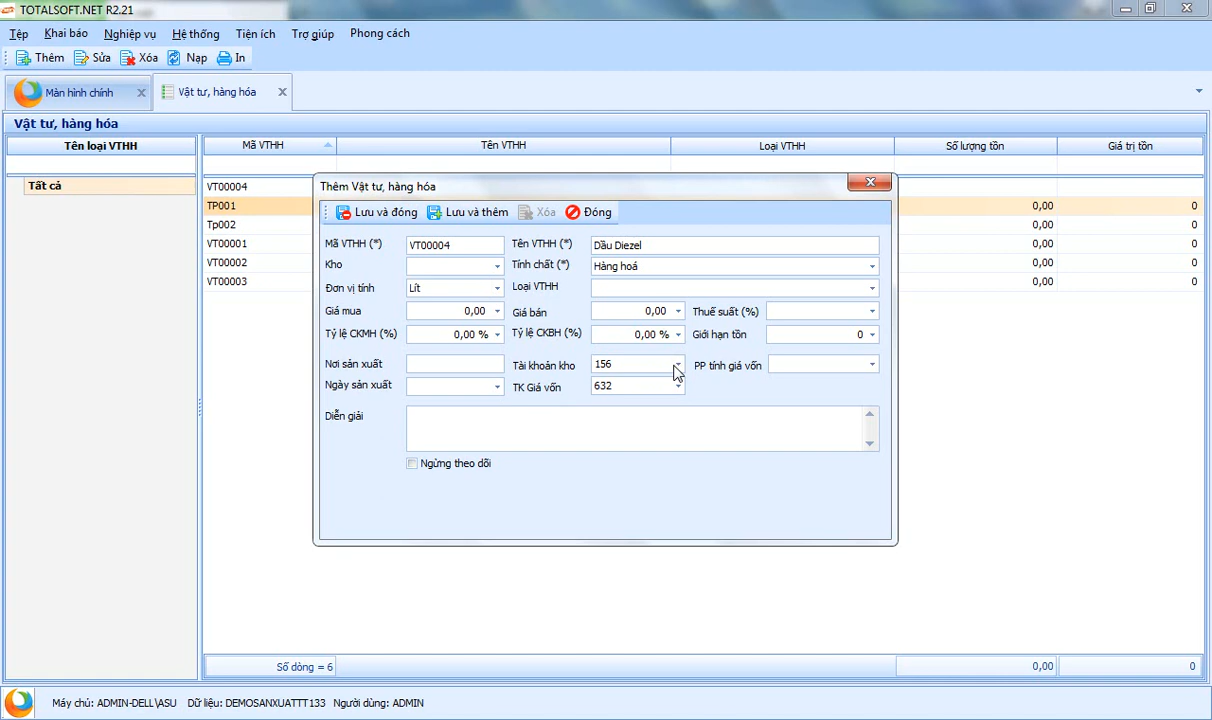 TOTALSOFT.NET R2.21
Tệp Khai báo Nghiệp vụ Hệ thống Tiện ích Trợ giúp Phong cách
Thêm Sửa Xóa Nạp In
Màn hình chính Vật tư, hàng hóa
Vật tư, hàng hóa
Tên loại VTHH Mã VTHH Tên VTHH Loại VTHH Số lượng tồn Giá trị tồn
Tất cả
VT00004
TP001 0,00 0
Tp002 0,00 0
VT00001 0,00 0
VT00002 0,00 0
VT00003 0,00 0
Thêm Vật tư, hàng hóa
Lưu và đóng Lưu và thêm Xóa Đóng
Mã VTHH (*) VT00004 Tên VTHH (*) Dầu Diezel
Kho Tính chất (*) Hàng hoá
Đơn vị tính Lít Loại VTHH
Giá mua 0,00 Giá bán 0,00 Thuế suất (%)
Tỷ lệ CKMH (%) 0,00 % Tỷ lệ CKBH (%) 0,00 % Giới hạn tồn 0
Nơi sản xuất Tài khoản kho 156 PP tính giá vốn
Ngày sản xuất TK Giá vốn 632
Diễn giải
Ngừng theo dõi
Số dòng = 6 0,00 0
Máy chủ: ADMIN-DELL\ASU Dữ liệu: DEMOSANXUATTT133 Người dùng: ADMIN